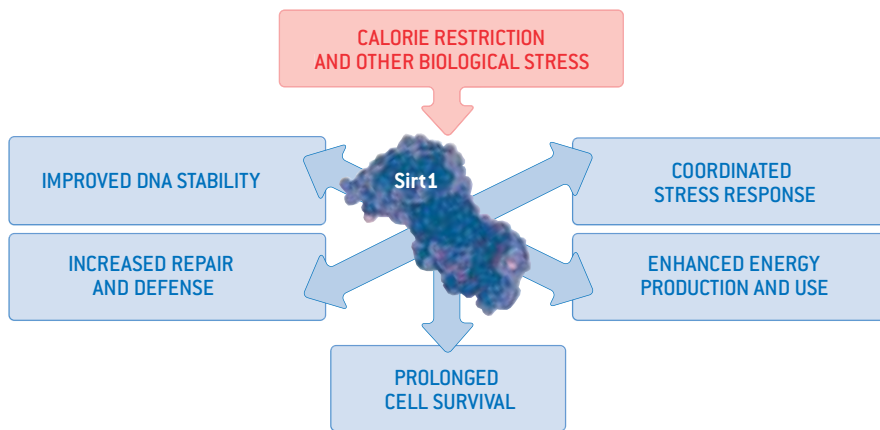 CALORIE RESTRICTION
AND OTHER BIOLOGICAL STRESS
Sirt1
IMPROVED DNA STABILITY
COORDINATED
STRESS RESPONSE
INCREASED REPAIR
AND DEFENSE
ENHANCED ENERGY
PRODUCTION AND USE
PROLONGED
CELL SURVIVAL